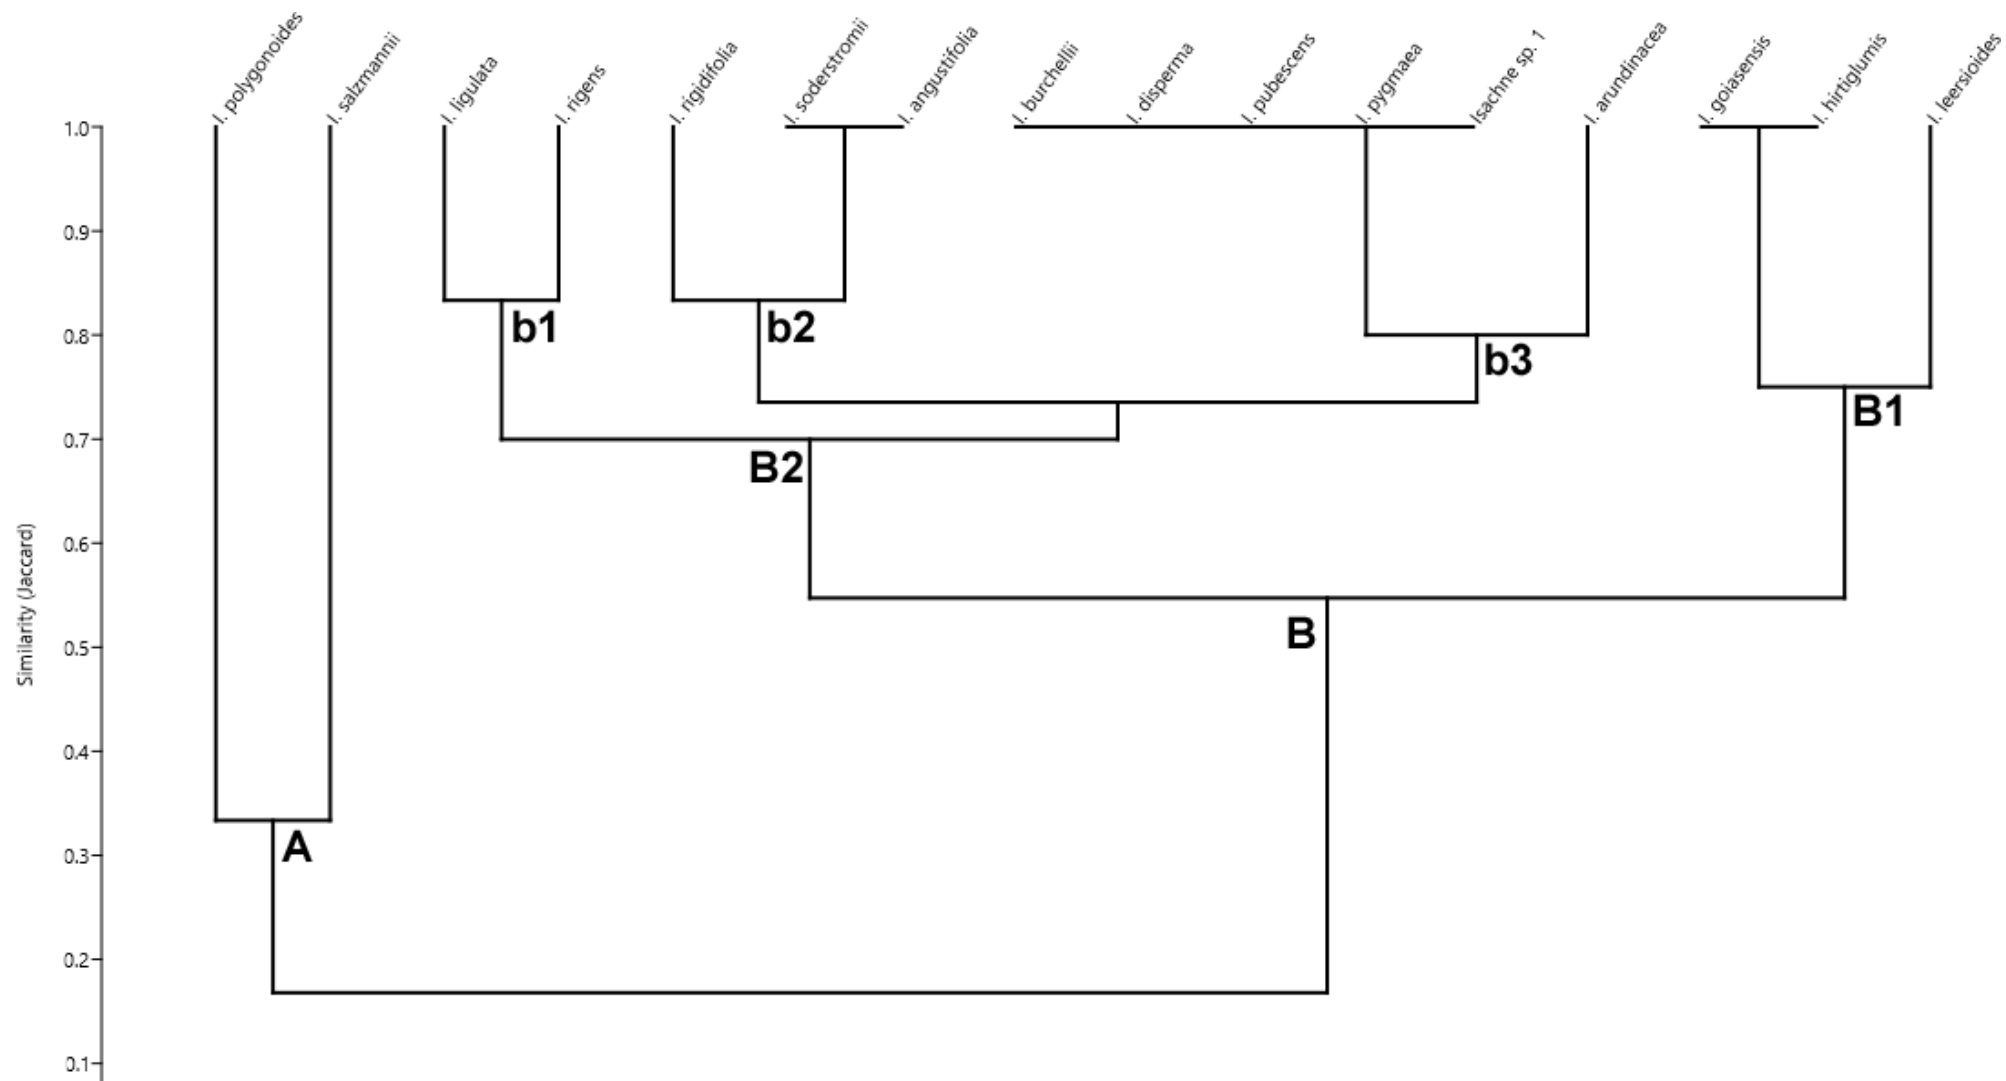 I. polygonoides
I. salzmannii
I. ligulata
I. rigens
I. rigidifolia
I. soderstromii
I. angustifolia
I. burchellii
I. disperma
I. pubescens
I. pygmaea
Isachne sp. 1
I. arundinacea
I. goiasensis
I. hirtiglumis
I. leersioides
1.0
0.9
0.8
0.7
0.6
0.5
0.4
0.3
0.2
0.1
Similarity (Jaccard)
b1
b2
b3
B1
B2
B
A